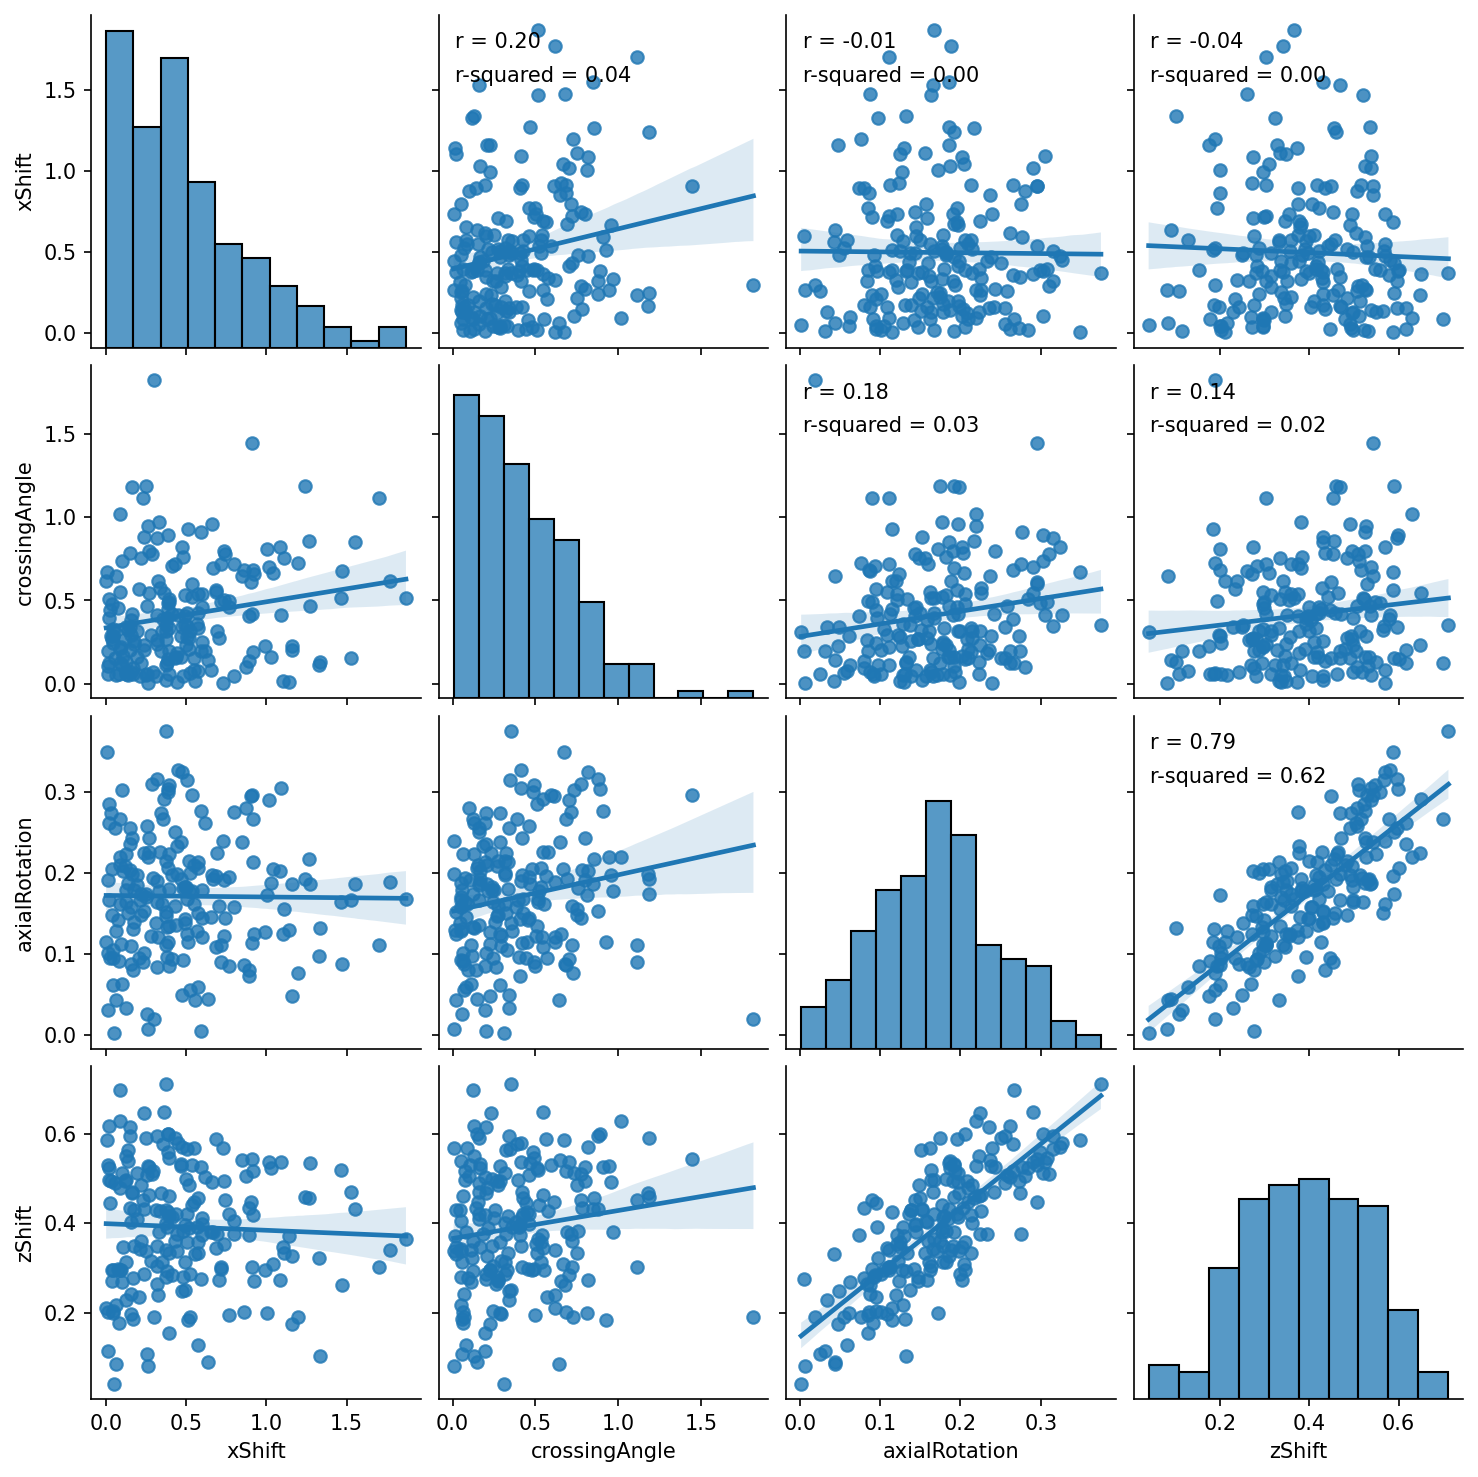 xShift
1.5
1.0
0.5
0.0
r = 0.20
r-squared = 0.04
r = -0.01
r-squared = 0.00
r = -0.04
r-squared = 0.00
crossingAngle
1.5
1.0
0.5
0.0
r = 0.18
r-squared = 0.03
r = 0.14
r-squared = 0.02
axialRotation
0.3
0.2
0.1
0.0
r = 0.79
r-squared = 0.62
zShift
0.6
0.4
0.2
0.0 0.5 1.0 1.5
xShift
0.0 0.5 1.0 1.5
crossingAngle
0.0 0.1 0.2 0.3
axialRotation
0.2 0.4 0.6
zShift